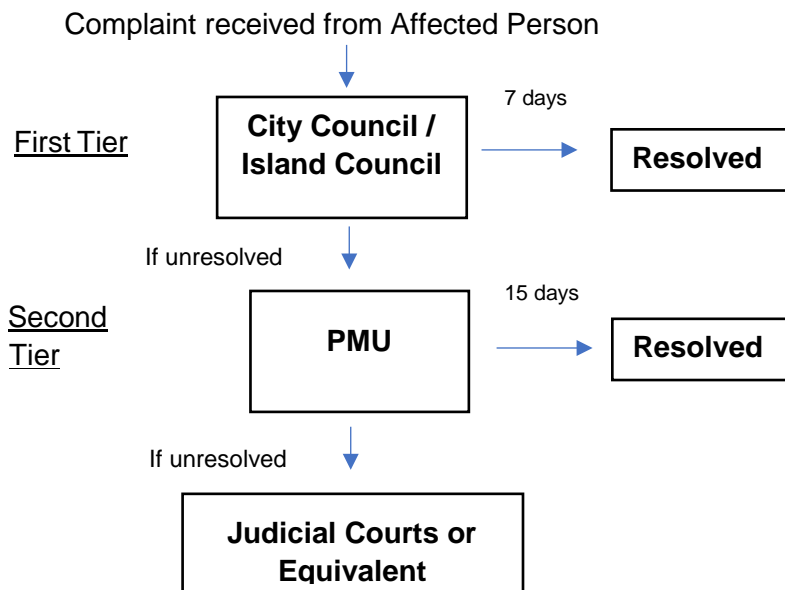 Complaint received from Affected Person
7 days
First Tier
City Council /
Island Council
Resolved
If unresolved
15 days
Second
Tier
PMU
Resolved
If unresolved
Judicial Courts or
Equivalent